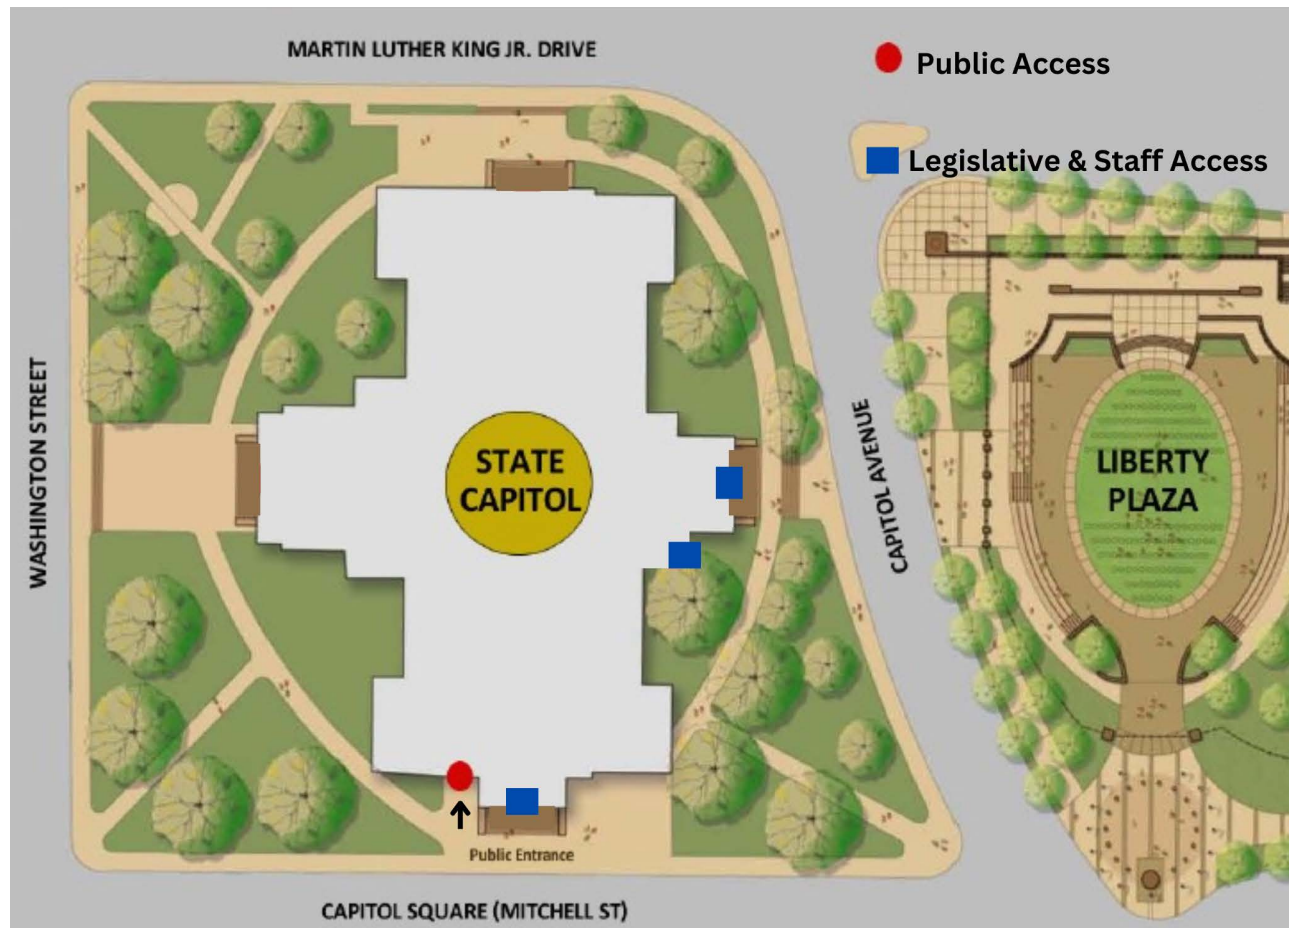 MARTIN LUTHER KING JR. DRIVE
Public Access
Legislative & Staff Access
WASHINGTON STREET
STATE
CAPITOL
CAPITOL AVENUE
LIBERTY
PLAZA
Public Entrance
CAPITOL SQUARE (MITCHELL ST)